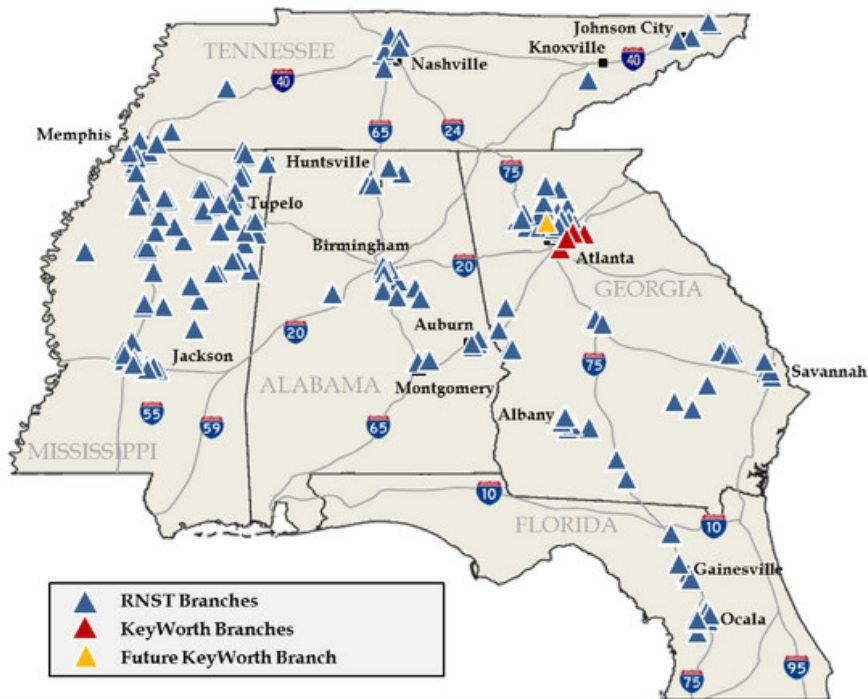 Johnson City
TENNESSEE
Knoxville
40
Nashville
40
Memphis
65
24
Huntsville
75
Tupelo
Birmingham
20
Atlanta
GEORGIA
Auburn
20
Jackson
75
Savannah
ALABAMA
Montgomery
55
Albany
59
65
MISSISSIPPI
10
FLORIDA
10
Gainesville
RNST Branches
Ocala
KeyWorth Branches
Future KeyWorth Branch
75
95